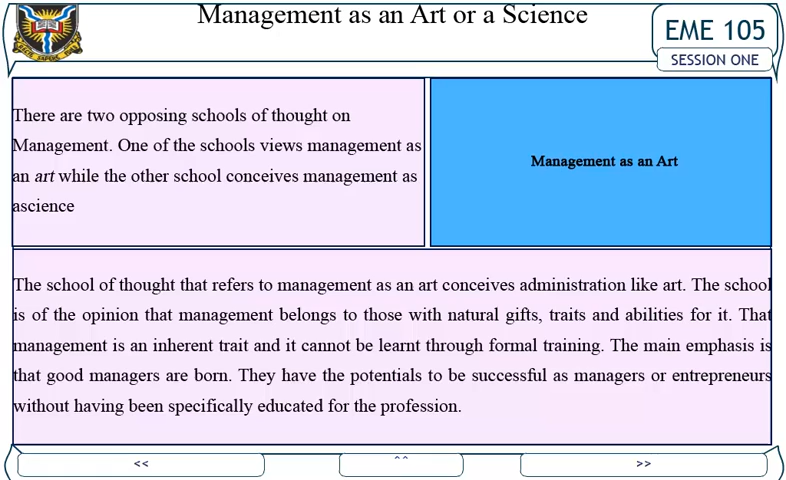 Management as an Art or a Science
EME 105
SESSION ONE
There are two opposing schools of thought on
Management. One of the schools views management as
an art while the other school conceives management as
ascience
Management as an Art
The school of thought that refers to management as an art conceives administration like art. The school
is of the opinion that management belongs to those with natural gifts, traits and abilities for it. That
management is an inherent trait and it cannot be learnt through formal training. The main emphasis is
that good managers are born. They have the potentials to be successful as managers or entrepreneurs
without having been specifically educated for the profession.
<<
^^
>>